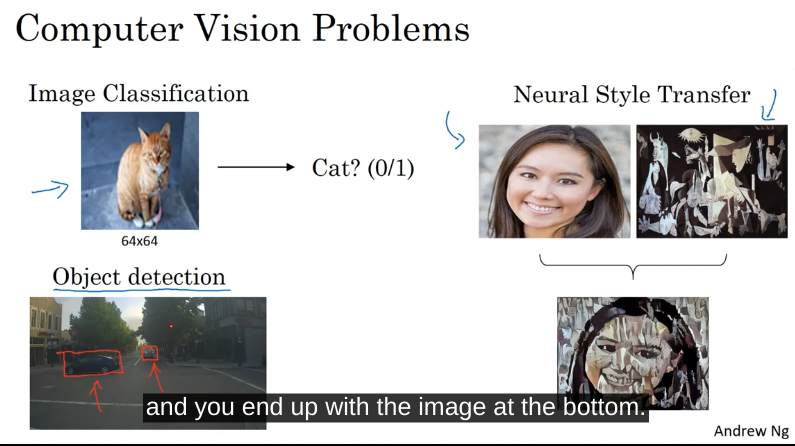 Computer Vision Problems
Image Classification
Cat? (0/1)
64x64
Object detection
Neural Style Transfer
and you end up with the image at the bottom.
Andrew Ng